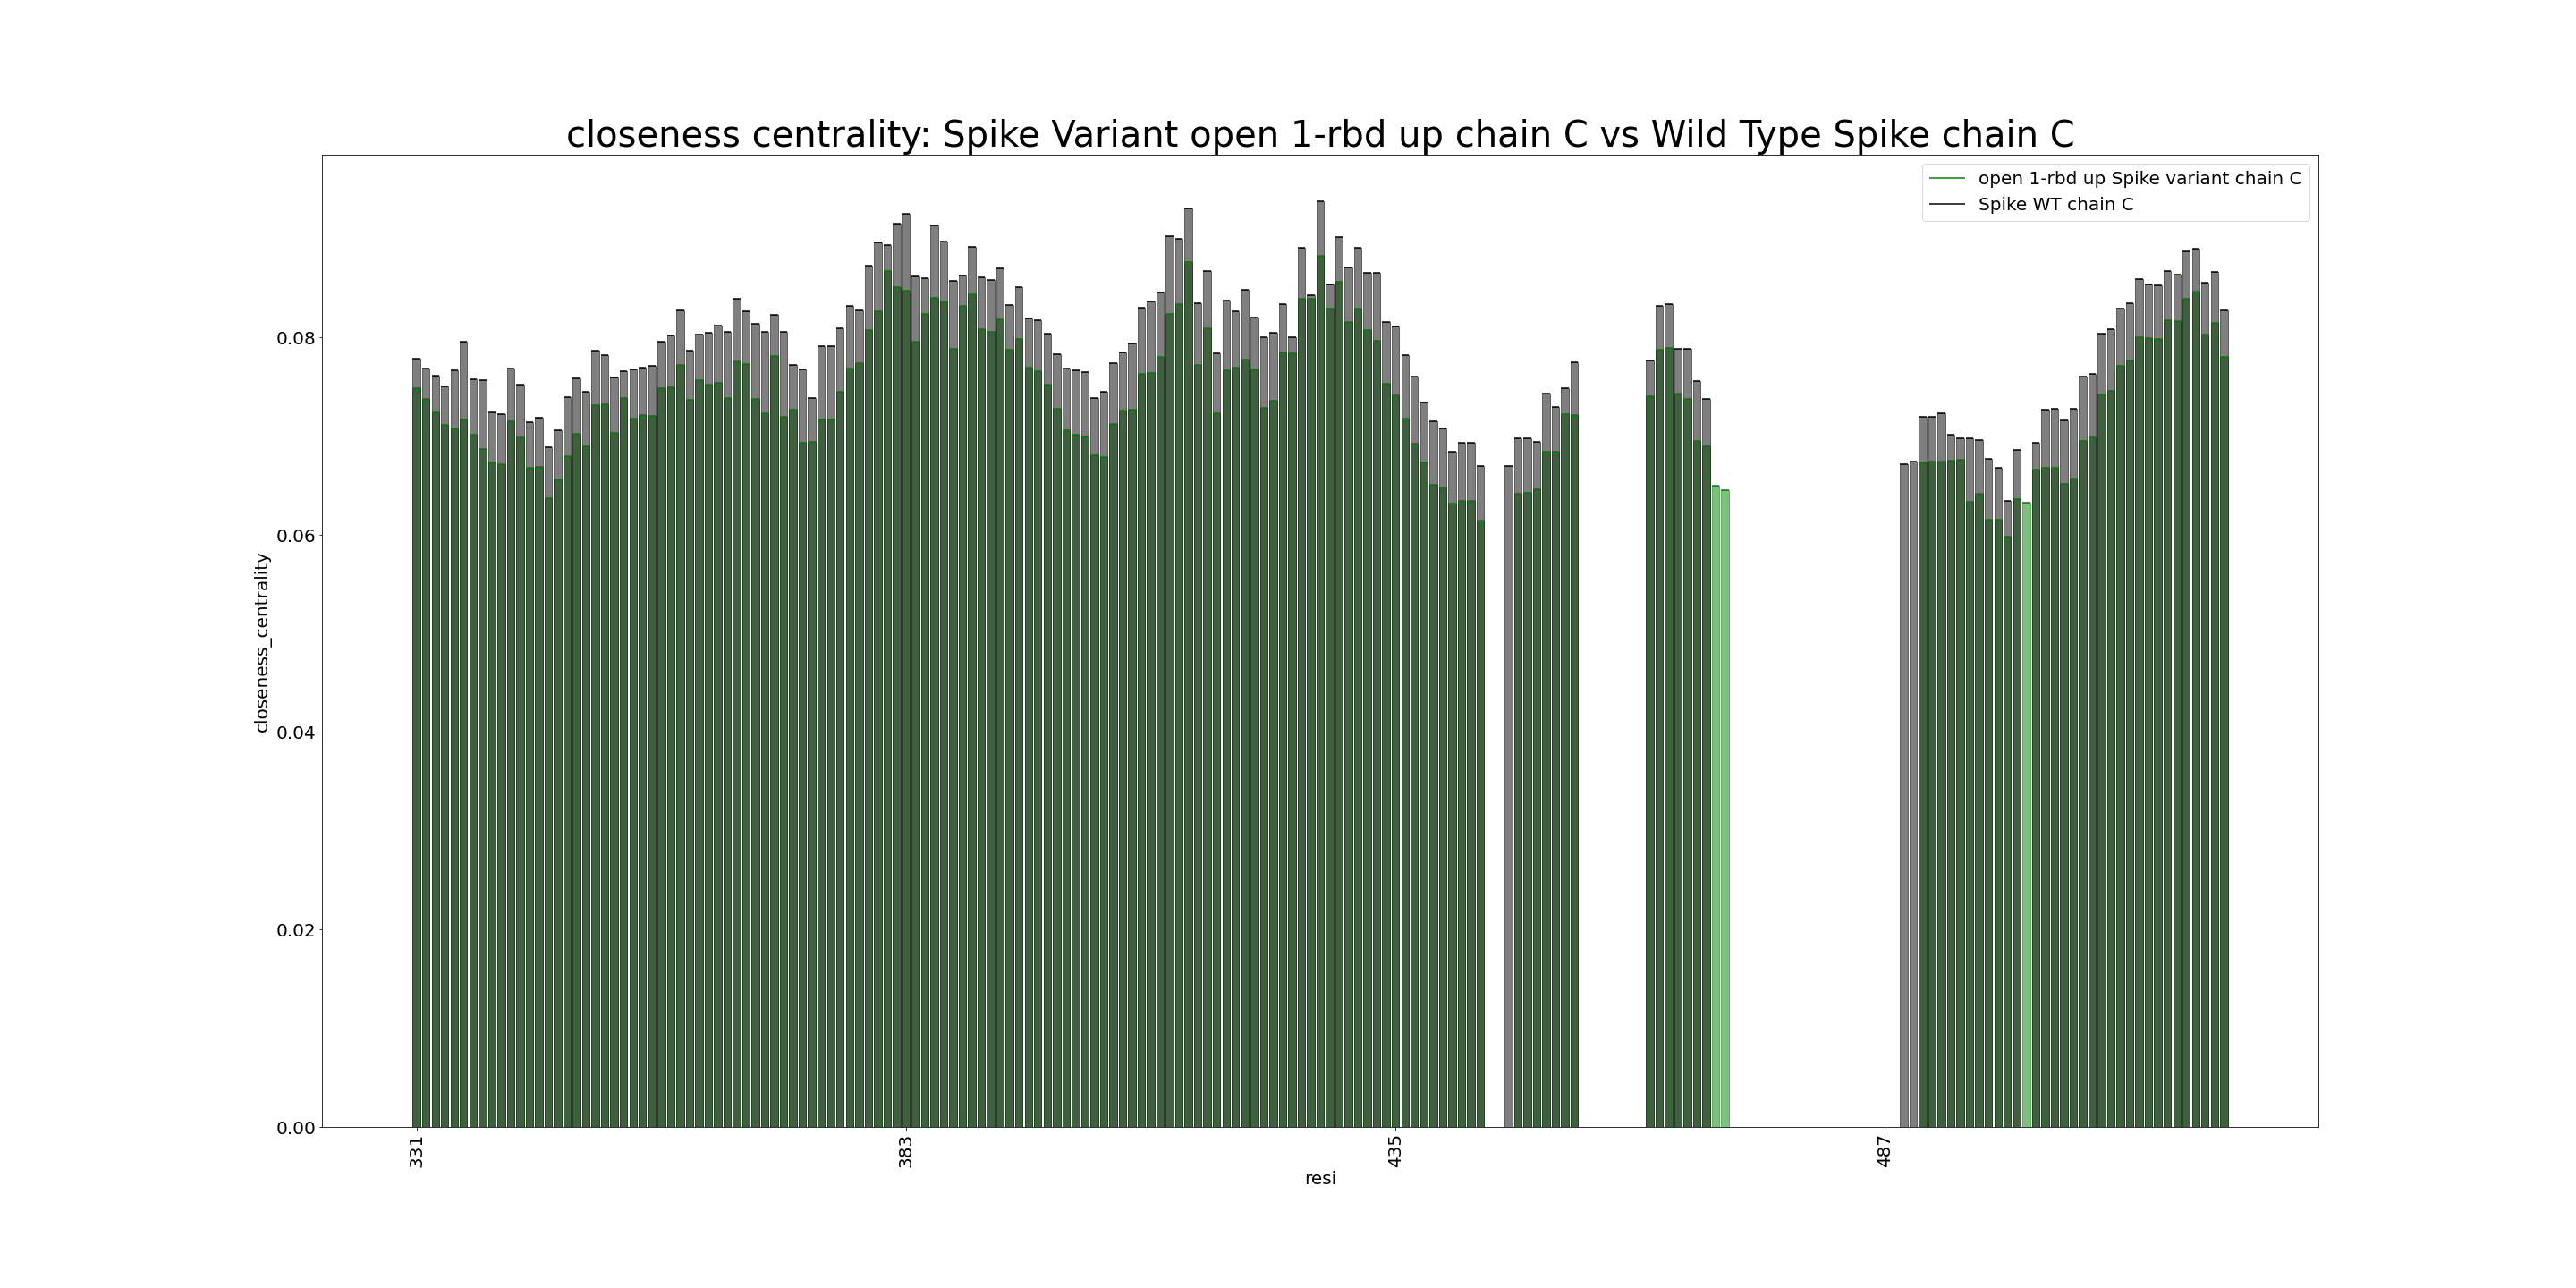 closeness centrality: Spike Variant open 1-rbd up chain C vs Wild Type Spike chain C
open 1-rbd up Spike variant chain C
Spike WT chain C
0.08
0.06
0.04
0.02
0.00
closeness_centrality
331
383
435
487
resi